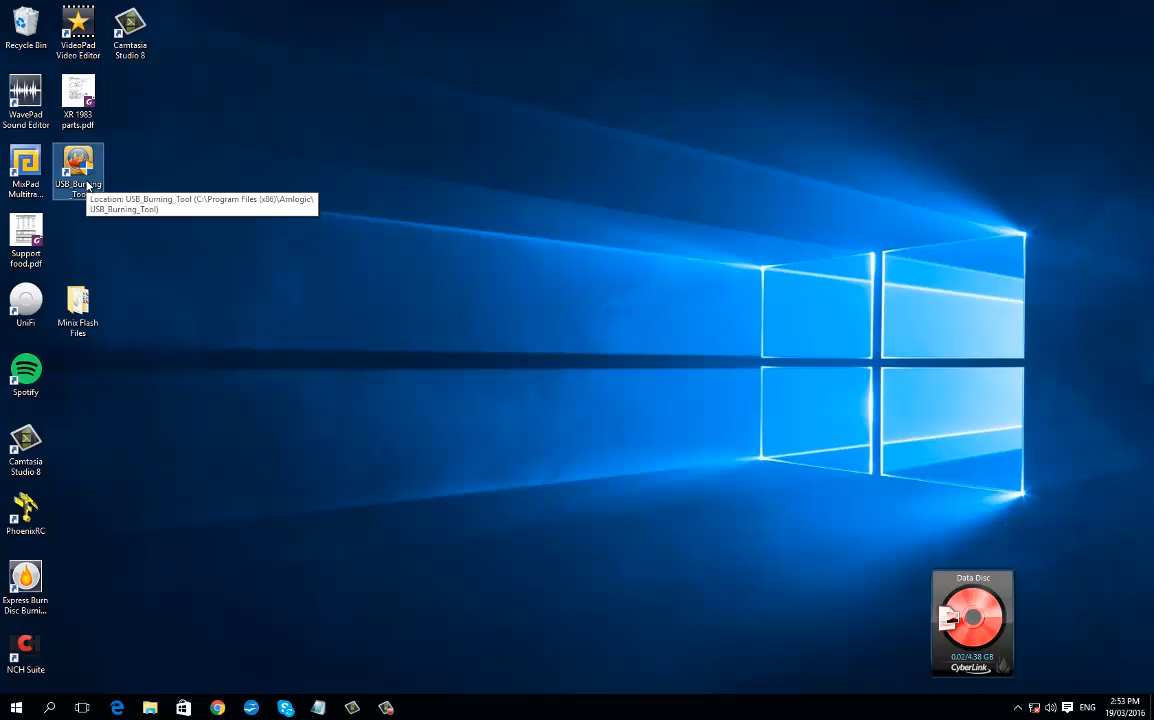 Recycle Bin
VideoPad
Video Editor
Camtasia
Studio 8
WavePad
Sound Editor
XR 1983
parts.pdf
MixPad
Multitra...
USB_Burning_
Too
Location: USB_Burning_Tool (C:\Program Files (x86)\Amlogic\
USB_Burning_Tool)
Support
food.pdf
UniFi
Minix Flash
Files
Spotify
Camtasia
Studio 8
PhoenixRC
Express Burn
Disc Burni...
NCH Suite
Data Disc
0.02/4.38 GB
CyberLink
ENG
2:53 PM
19/03/2016